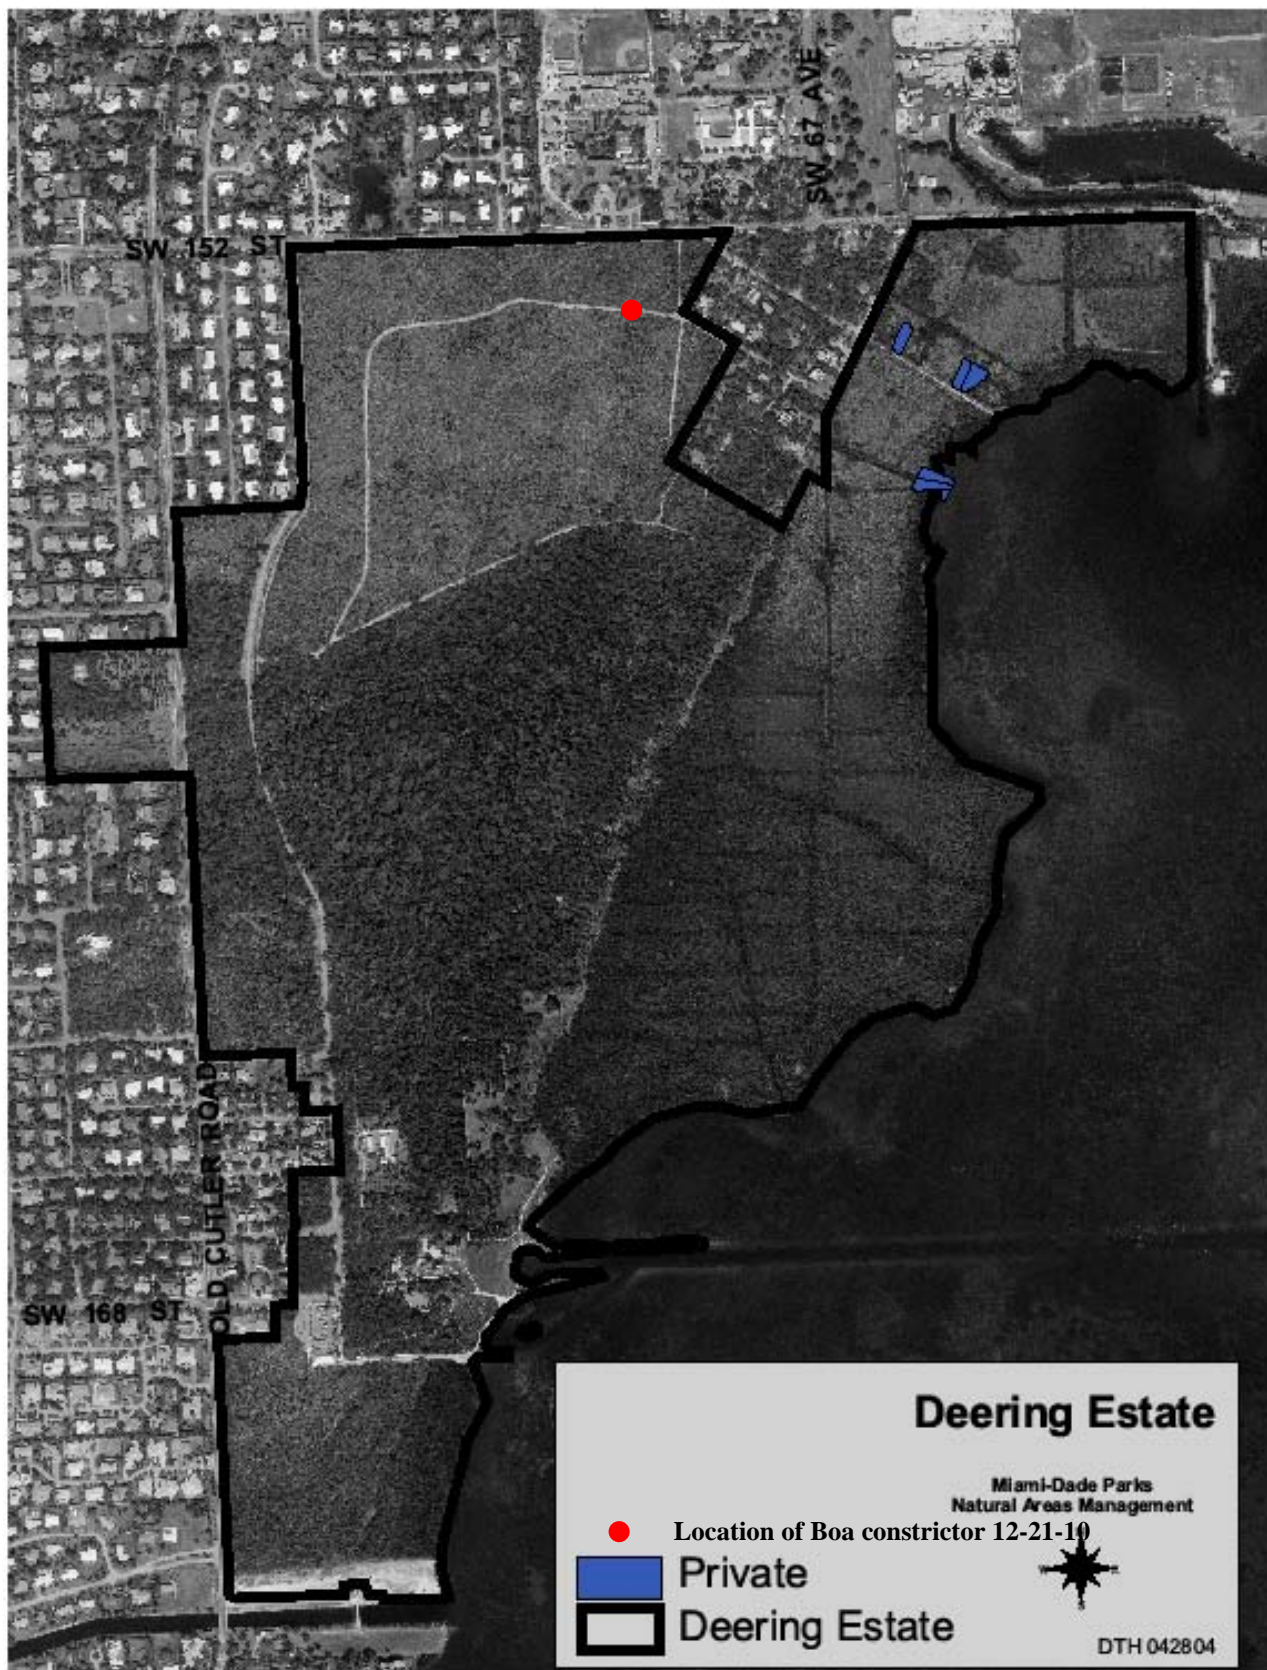 SW 67 AVE
SW 152 ST
OLD CUTLER ROAD
SW 168 ST
Deering Estate
Miami-Dade Parks
Natural Areas Management
Location of Boa constrictor 12-21-10
Private
Deering Estate
DTH 042804